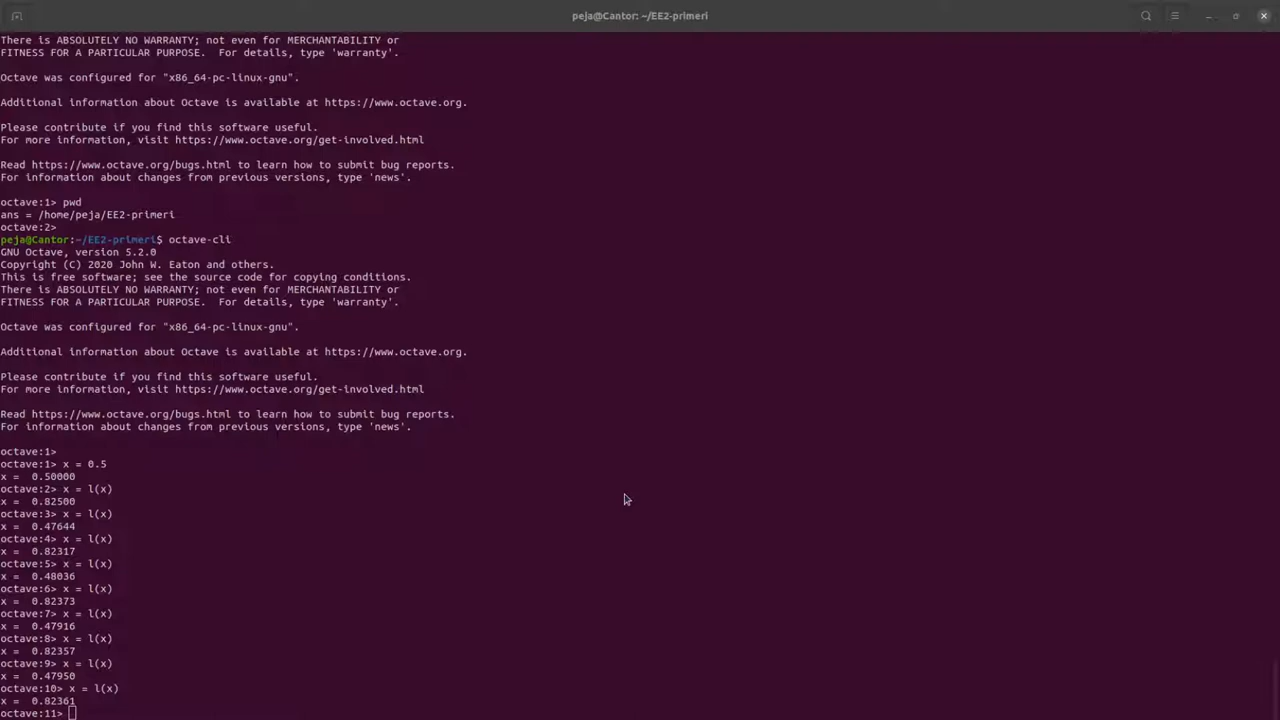 peja@Cantor: ~/EE2-primeri
There is ABSOLUTELY NO WARRANTY; not even for MERCHANTABILITY or
FITNESS FOR A PARTICULAR PURPOSE.  For details, type 'warranty'.
Octave was configured for "x86_64-pc-linux-gnu".
Additional information about Octave is available at https://www.octave.org.
Please contribute if you find this software useful.
For more information, visit https://www.octave.org/get-involved.html
Read https://www.octave.org/bugs.html to learn how to submit bug reports.
For information about changes from previous versions, type 'news'.
octave:1> pwd
ans = /home/peja/EE2-primeri
octave:2>
peja@Cantor:~/EE2-primeri$ octave-cli
GNU Octave, version 5.2.0
Copyright (C) 2020 John W. Eaton and others.
This is free software; see the source code for copying conditions.
There is ABSOLUTELY NO WARRANTY; not even for MERCHANTABILITY or
FITNESS FOR A PARTICULAR PURPOSE.  For details, type 'warranty'.
Octave was configured for "x86_64-pc-linux-gnu".
Additional information about Octave is available at https://www.octave.org.
Please contribute if you find this software useful.
For more information, visit https://www.octave.org/get-involved.html
Read https://www.octave.org/bugs.html to learn how to submit bug reports.
For information about changes from previous versions, type 'news'.
octave:1>
octave:1> x = 0.5
x =  0.50000
octave:2> x = l(x)
x =  0.82500
octave:3> x = l(x)
x =  0.47644
octave:4> x = l(x)
x =  0.82317
octave:5> x = l(x)
x =  0.48036
octave:6> x = l(x)
x =  0.82373
octave:7> x = l(x)
x =  0.47916
octave:8> x = l(x)
x =  0.82357
octave:9> x = l(x)
x =  0.47950
octave:10> x = l(x)
x =  0.82361
octave:11>